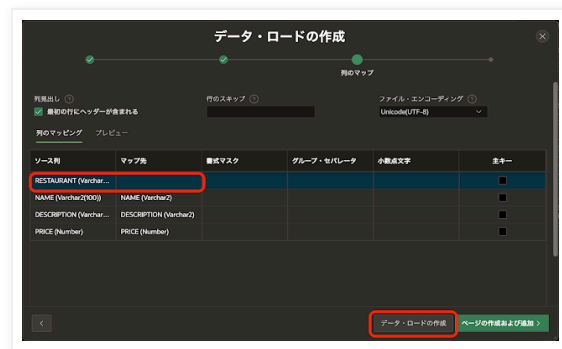 データ・ロードの作成
列のマップ
列見出し
最初の行にヘッダーが含まれる
行のスキップ
ファイル・エンコーディング
Unicode(UTF-8)
列のマッピング プレビュー
ソース列 マップ先 書式マスク グループ・セパレータ 小数点文字 主キー
RESTAURANT (Varchar...
NAME (Varchar2(100)) NAME (Varchar2)
DESCRIPTION (Varchar... DESCRIPTION (Varchar2)
PRICE (Number) PRICE (Number)
データ・ロードの作成 ページの作成および追加